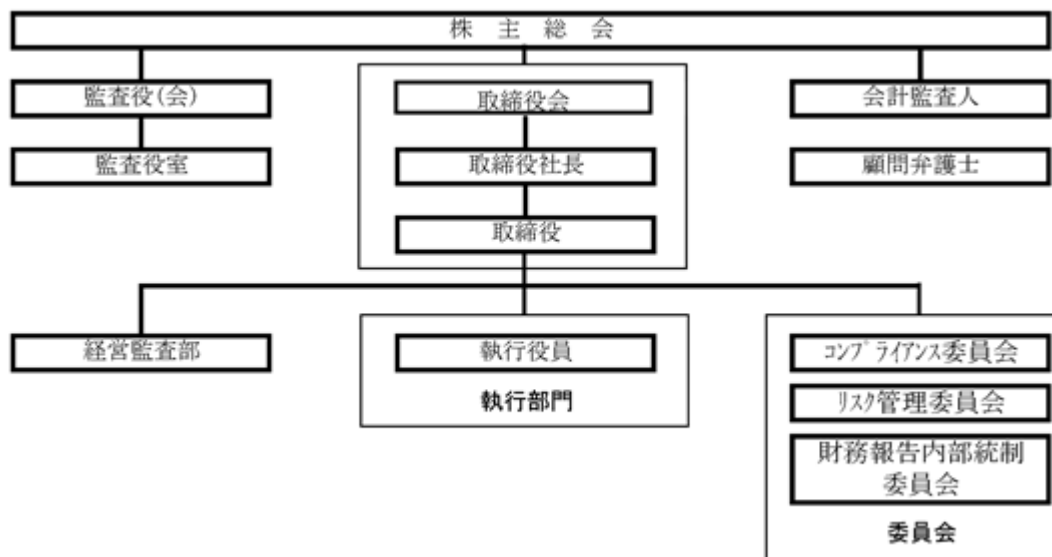 株主総会
監査役(会)
取締役会
会計監査人
監査役室
取締役社長
顧問弁護士
取締役
経営監査部
執行役員
ｺﾝﾌﾟﾗｲｱﾝｽ委員会
執行部門
ﾘｽｸ管理委員会
財務報告内部統制
委員会
委員会